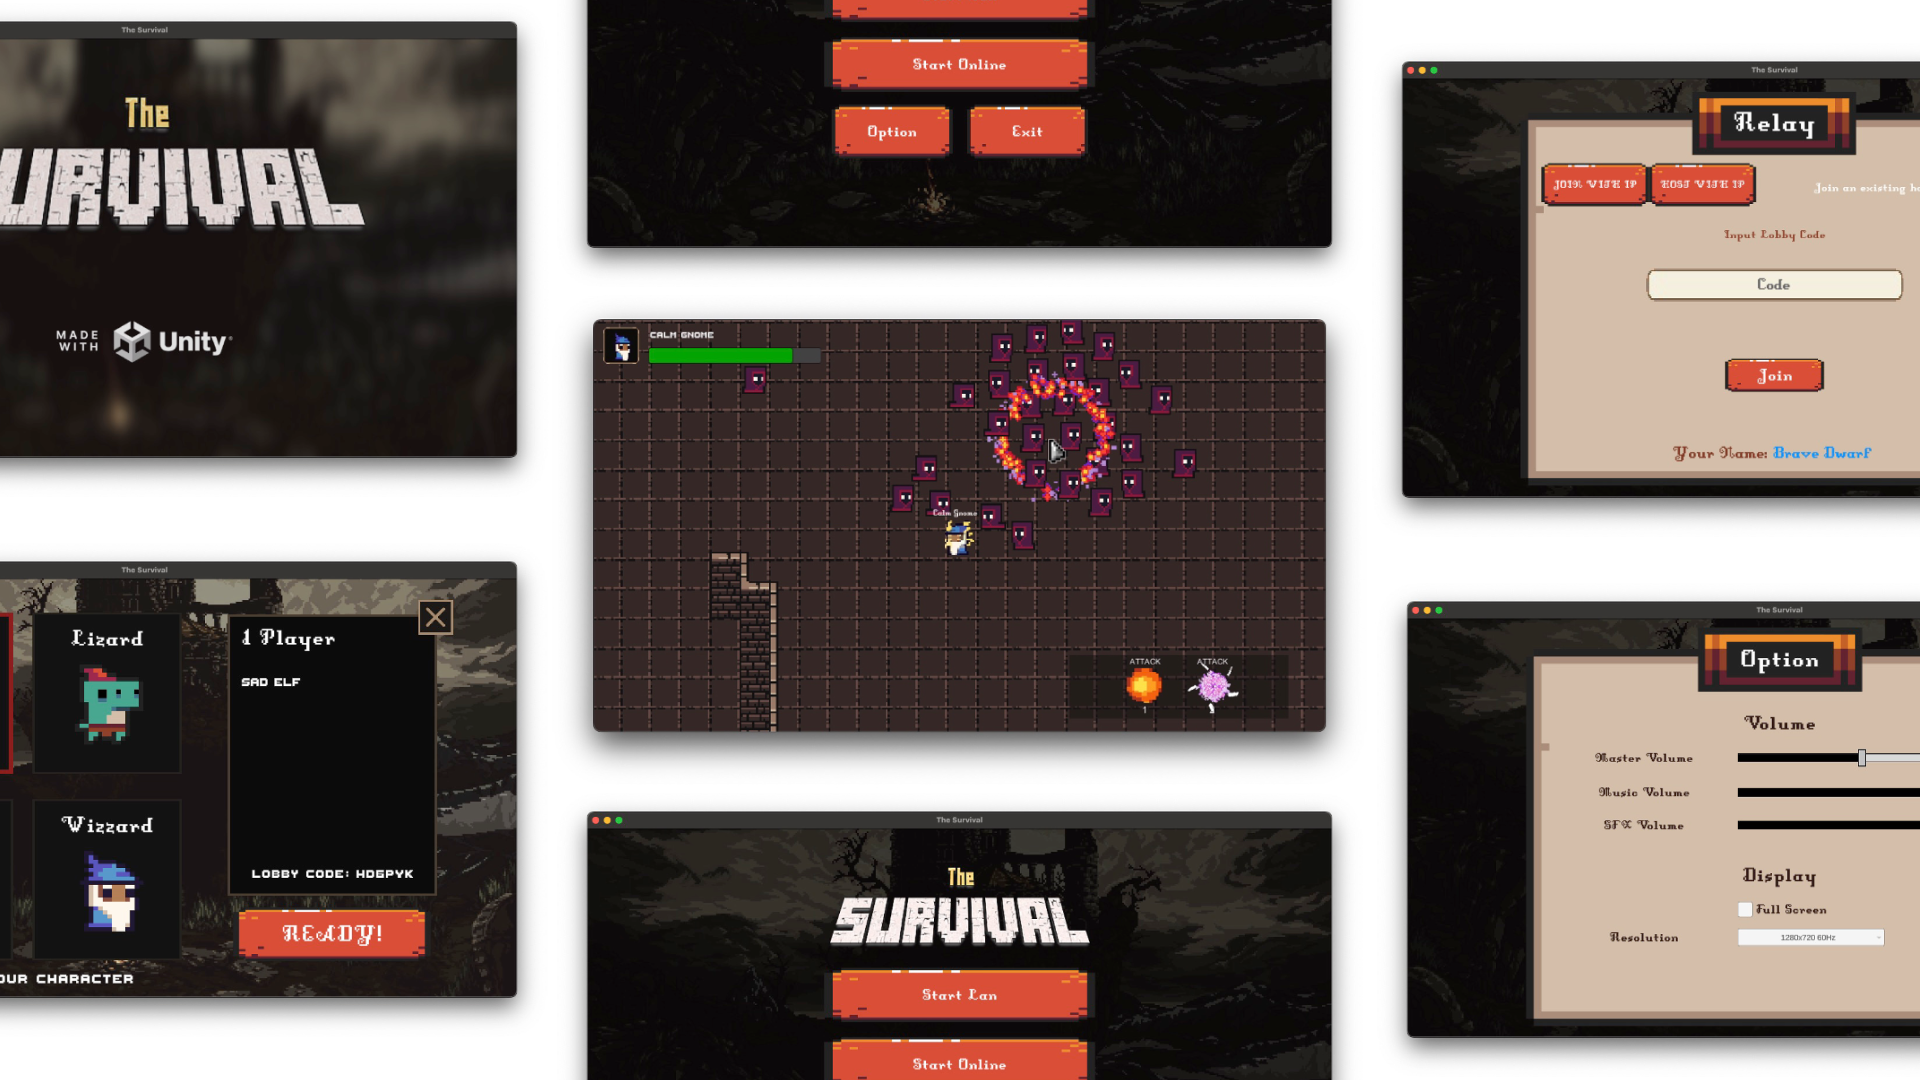 The Survival
The
URVIVAL
MADE
WITH
Unity
The Survival
Lizard
1 Player
SAD ELF
Wizzard
LOBBY CODE: HDGPYK
READY!
OUR CHARACTER
Start Online
Option
Exit
CALM GNOME
Calm Gnome
ATTACK
1
ATTACK
The Survival
The
SURVIVAL
Start Lan
Start Online
The Survival
Relay
JOIN WITH IP
HOST WITH IP
Join an existing
Input Lobby Code
Code
Join
Your Name: Brave Dwarf
The Survival
Option
Volume
Master Volume
Music Volume
SFX Volume
Display
Full Screen
Resolution
1280x720 60Hz